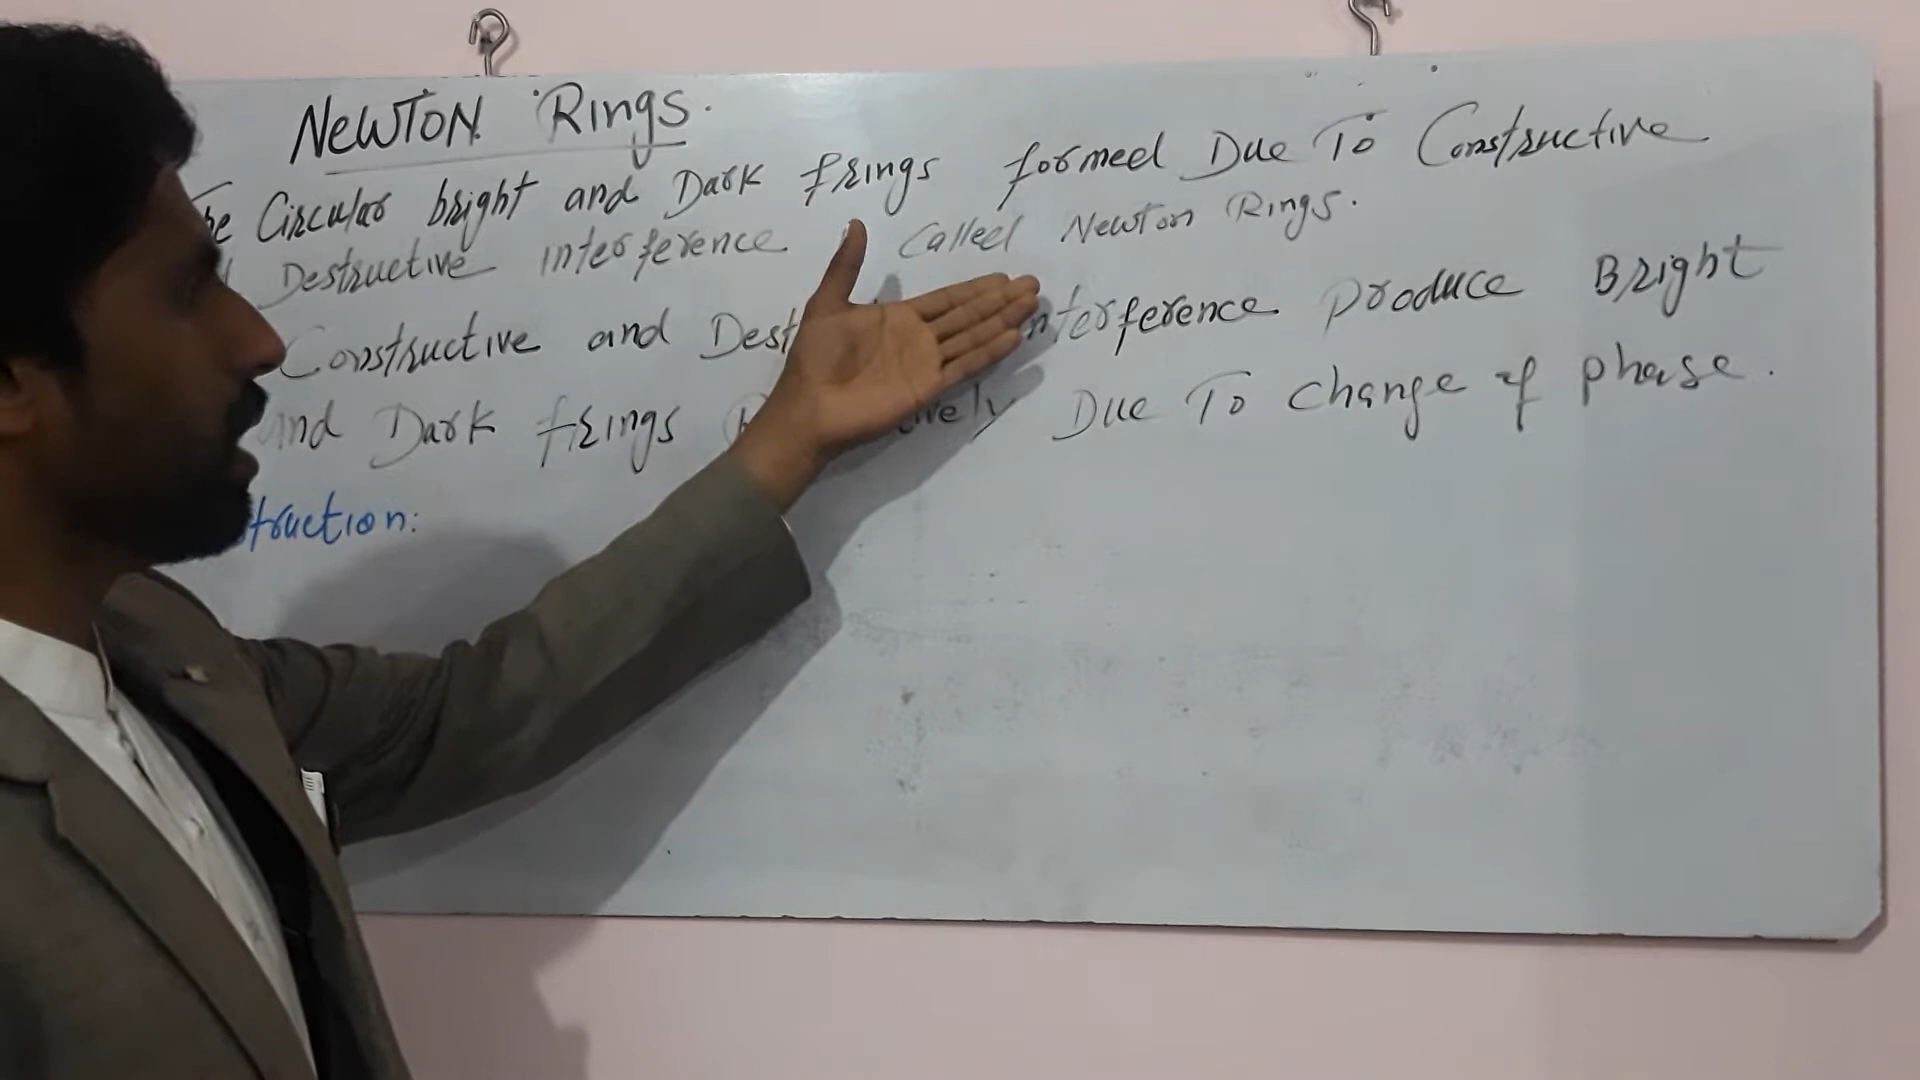 NEWTON Rings.
The Circular bright and Dark frings formed Due To Constructive
Destructive interference Called Newton Rings.
Constructive and interference produce Bright
and Dark frings Due To change of phase.
truction: